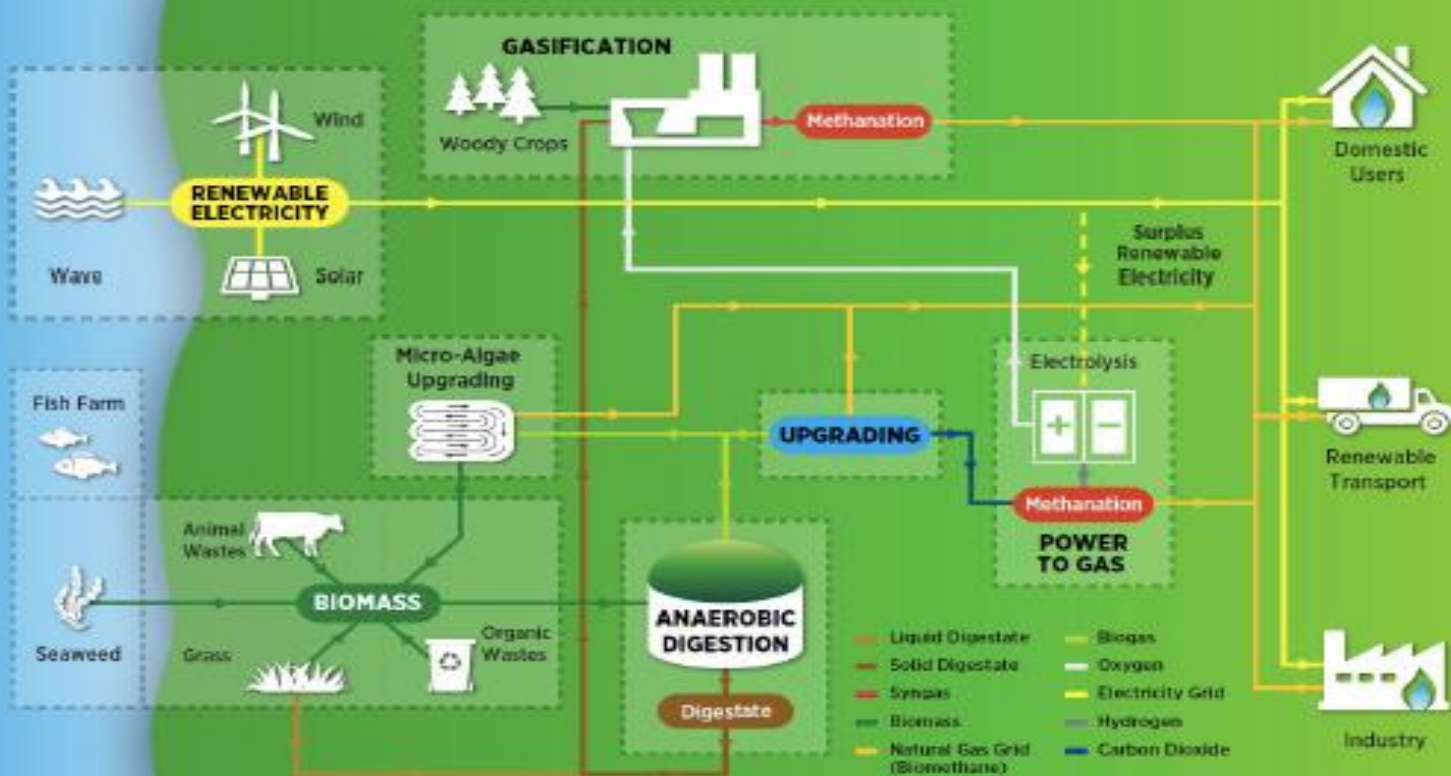 GASIFICATION
Woody Crops
Methanation
Wind
RENEWABLE
ELECTRICITY
Wave
Solar
Domestic
Users
Surplus
Renewable
Electricity
Micro-Algae
Upgrading
Electrolysis
Fish Farm
UPGRADING
Renewable
Transport
Methanation
POWER
TO GAS
Animal
Wastes
BIOMASS
Seaweed
Grass
Organic
Wastes
ANAEROBIC
DIGESTION
Digestate
Liquid Digestate
Solid Digestate
Syngas
Biomass
Natural Gas Grid
(Biomethane)
Biogas
Oxygen
Electricity Grid
Hydrogen
Carbon Dioxide
Industry